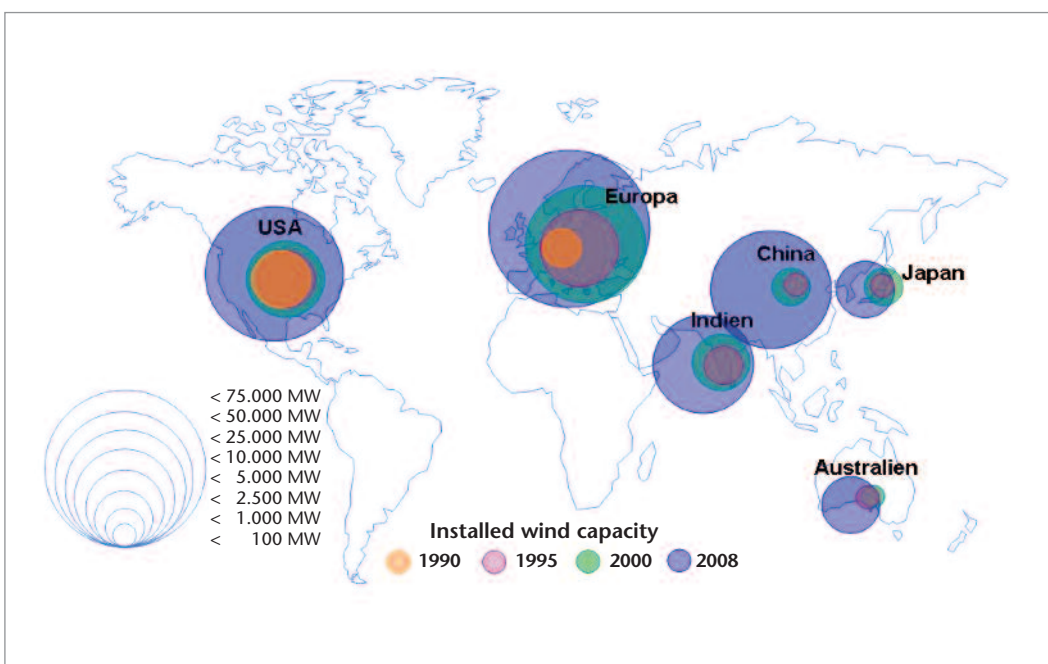 Europa
USA
China
Japan
Indien
< 75.000 MW
< 50.000 MW
< 25.000 MW
< 10.000 MW
< 5.000 MW
< 2.500 MW
< 1.000 MW
< 100 MW
Australien
Installed wind capacity
1990 1995 2000 2008